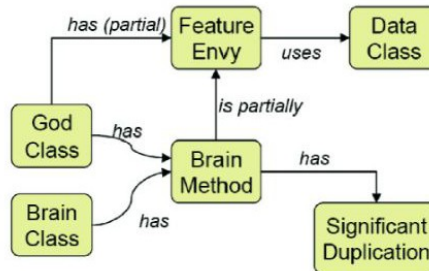 has (partial)
Feature
Envy
uses
Data
Class
is partially
God
Class
has
Brain
Method
has
Brain
Class
has
Significant
Duplication